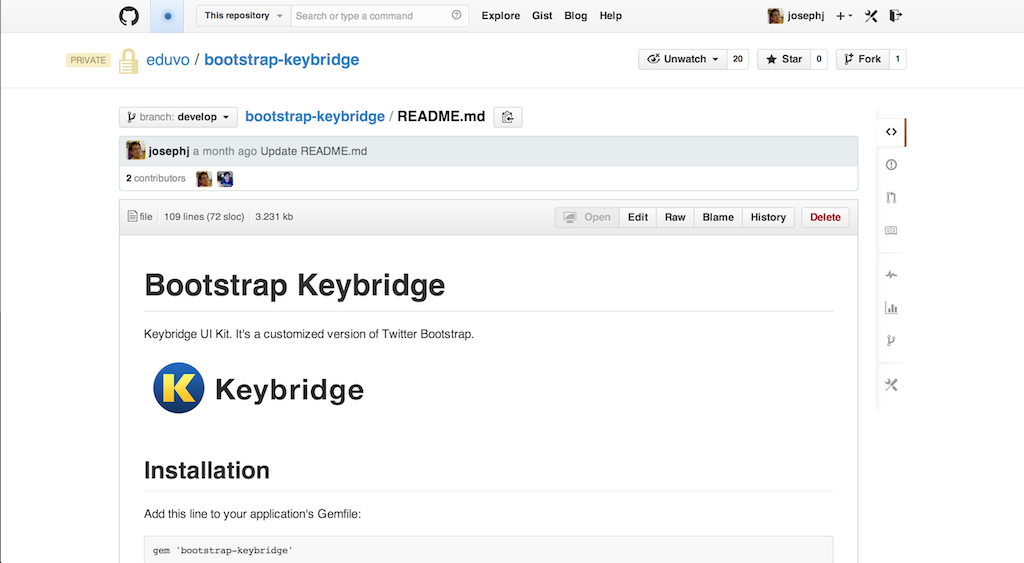 This repository Search or type a command Explore Gist Blog Help josephj
PRIVATE eduvo / bootstrap-keybridge Unwatch 20 Star 0 Fork 1
branch: develop bootstrap-keybridge / README.md
josephj a month ago Update README.md
2 contributors
file 109 lines (72 sloc) 3.231 kb Open Edit Raw Blame History Delete
Bootstrap Keybridge
Keybridge UI Kit. It's a customized version of Twitter Bootstrap.
K Keybridge
Installation
Add this line to your application's Gemfile:
gem 'bootstrap-keybridge'